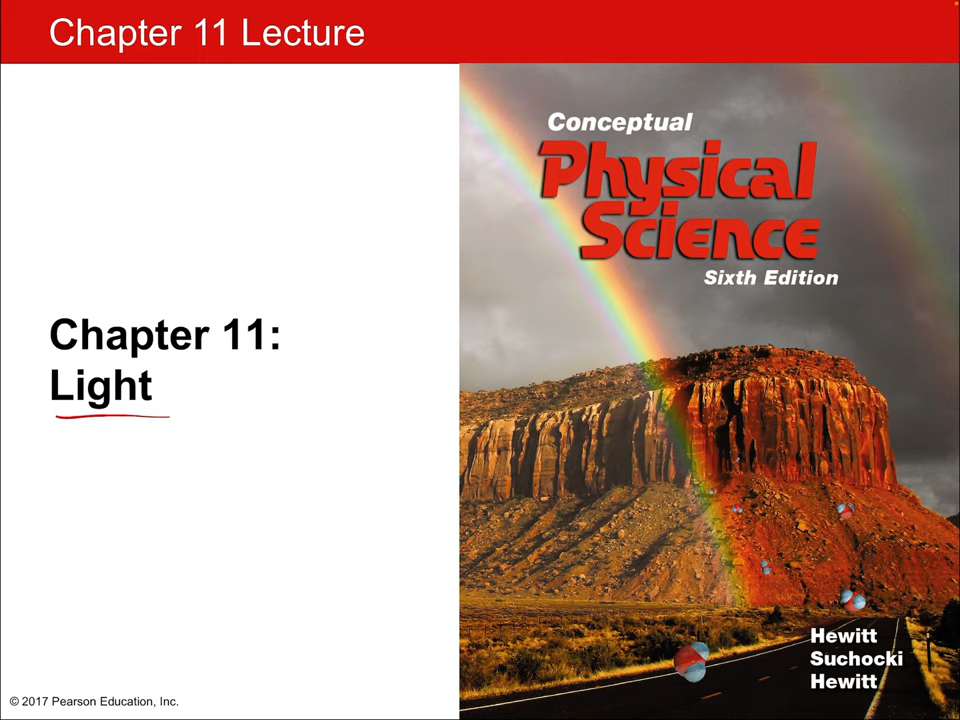 Chapter 11 Lecture
Conceptual
Physical
Science
Sixth Edition
Chapter 11:
Light
Hewitt
Suchocki
Hewitt
© 2017 Pearson Education, Inc.